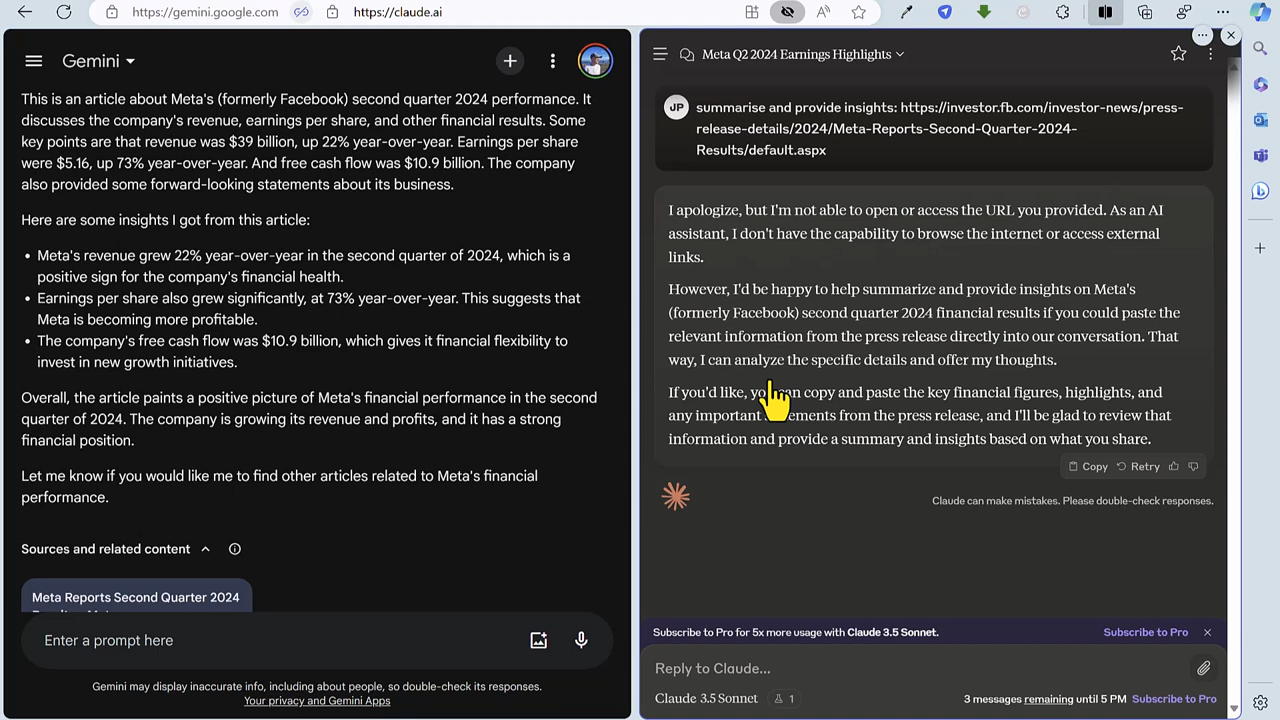 https://gemini.google.com
https://claude.ai
Gemini
This is an article about Meta's (formerly Facebook) second quarter 2024 performance. It
discusses the company's revenue, earnings per share, and other financial results. Some
key points are that revenue was $39 billion, up 22% year-over-year. Earnings per share
were $5.16, up 73% year-over-year. And free cash flow was $10.9 billion. The company
also provided some forward-looking statements about its business.
Here are some insights I got from this article:
• Meta's revenue grew 22% year-over-year in the second quarter of 2024, which is a
positive sign for the company's financial health.
• Earnings per share also grew significantly, at 73% year-over-year. This suggests that
Meta is becoming more profitable.
• The company's free cash flow was $10.9 billion, which gives it financial flexibility to
invest in new growth initiatives.
Overall, the article paints a positive picture of Meta's financial performance in the second
quarter of 2024. The company is growing its revenue and profits, and it has a strong
financial position.
Let me know if you would like me to find other articles related to Meta's financial
performance.
Sources and related content
Meta Reports Second Quarter 2024
Enter a prompt here
Gemini may display inaccurate info, including about people, so double-check its responses.
Your privacy and Gemini Apps
Meta Q2 2024 Earnings Highlights
JP
summarise and provide insights: https://investor.fb.com/investor-news/press-
release-details/2024/Meta-Reports-Second-Quarter-2024-
Results/default.aspx
I apologize, but I'm not able to open or access the URL you provided. As an AI
assistant, I don't have the capability to browse the internet or access external
links.
However, I'd be happy to help summarize and provide insights on Meta's
(formerly Facebook) second quarter 2024 financial results if you could paste the
relevant information from the press release directly into our conversation. That
way, I can analyze the specific details and offer my thoughts.
If you'd like, you can copy and paste the key financial figures, highlights, and
any important statements from the press release, and I'll be glad to review that
information and provide a summary and insights based on what you share.
Copy Retry
Claude can make mistakes. Please double-check responses.
Subscribe to Pro for 5x more usage with Claude 3.5 Sonnet. Subscribe to Pro
Reply to Claude...
Claude 3.5 Sonnet 1 3 messages remaining until 5 PM Subscribe to Pro